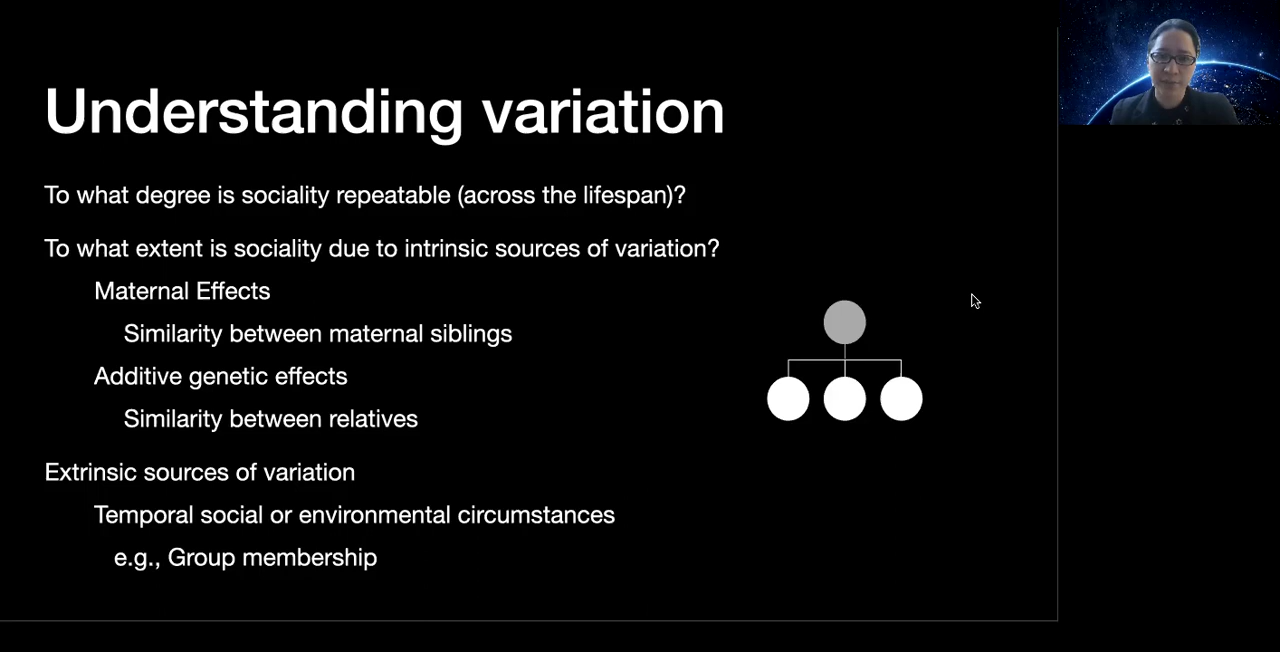 Understanding variation
To what degree is sociality repeatable (across the lifespan)?
To what extent is sociality due to intrinsic sources of variation?
Maternal Effects
Similarity between maternal siblings
Additive genetic effects
Similarity between relatives
Extrinsic sources of variation
Temporal social or environmental circumstances
e.g., Group membership